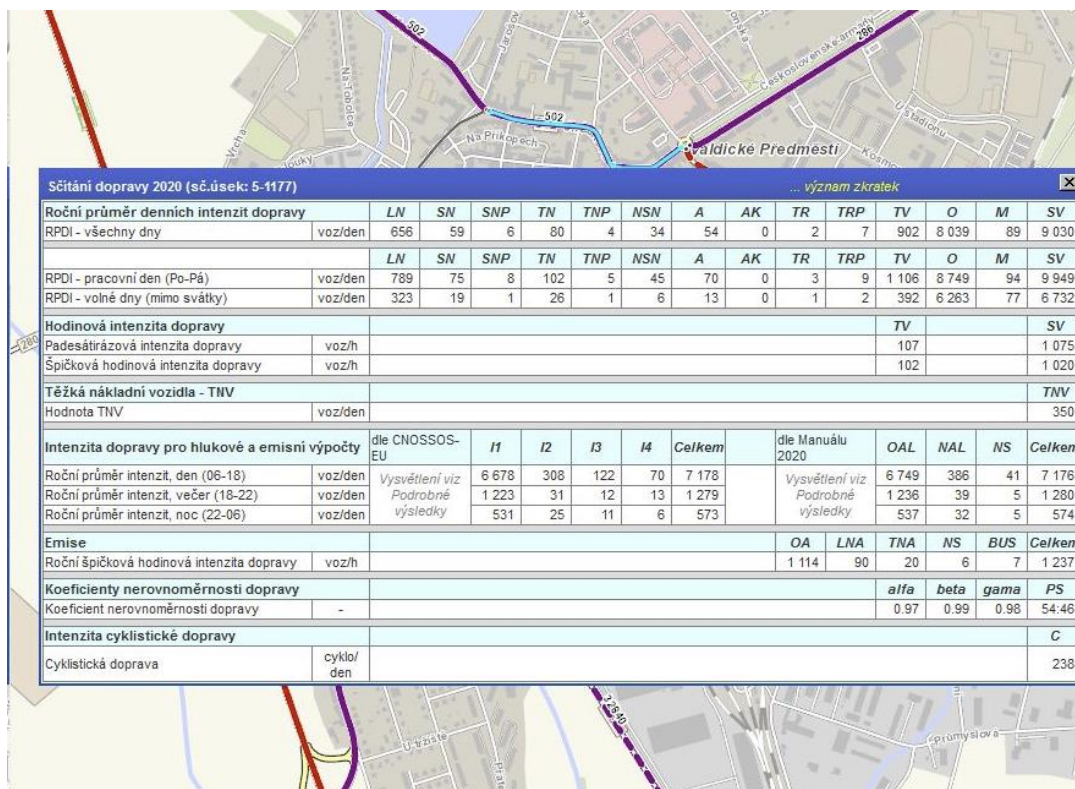 502
Jarošov
Na Tobolce
Vrcha
Československé armády
286
U stadionu
502
Na Příkopech
Valdické Předměstí
Kosmo
louky
Sčítání dopravy 2020 (sč.úsek: 5-1177) ... význam zkratek X
Roční průměr denních intenzit dopravy LN SN SNP TN TNP NSN A AK TR TRP TV O M SV
RPDI - všechny dny voz/den 656 59 6 80 4 34 54 0 2 7 902 8 039 89 9 030
LN SN SNP TN TNP NSN A AK TR TRP TV O M SV
RPDI - pracovní den (Po-Pá) voz/den 789 75 8 102 5 45 70 0 3 9 1 106 8 749 94 9 949
RPDI - volné dny (mimo svátky) voz/den 323 19 1 26 1 6 13 0 1 2 392 6 263 77 6 732
Hodinová intenzita dopravy TV SV
Padesátirázová intenzita dopravy voz/h 107 1 075
Špičková hodinová intenzita dopravy voz/h 102 1 020
Těžká nákladní vozidla - TNV TNV
Hodnota TNV voz/den 350
Intenzita dopravy pro hlukové a emisní výpočty dle CNOSSOS-EU I1 I2 I3 I4 Celkem dle Manuálu 2020 OAL NAL NS Celkem
Roční průměr intenzit, den (06-18) voz/den Vysvětlení viz 6 678 308 122 70 7 178 Vysvětlení viz 6 749 386 41 7 176
Roční průměr intenzit, večer (18-22) voz/den Podrobné 1 223 31 12 13 1 279 Podrobné 1 236 39 5 1 280
Roční průměr intenzit, noc (22-06) voz/den výsledky 531 25 11 6 573 výsledky 537 32 5 574
Emise OA LNA TNA NS BUS Celkem
Roční špičková hodinová intenzita dopravy voz/h 1 114 90 20 6 7 1 237
Koeficienty nerovnoměrnosti dopravy alfa beta gama PS
Koeficient nerovnoměrnosti dopravy - 0.97 0.99 0.98 54:46
Intenzita cyklistické dopravy C
Cyklistická doprava cyklo/den 238
280
32840
U tržiště
Přáte
Průmyslová